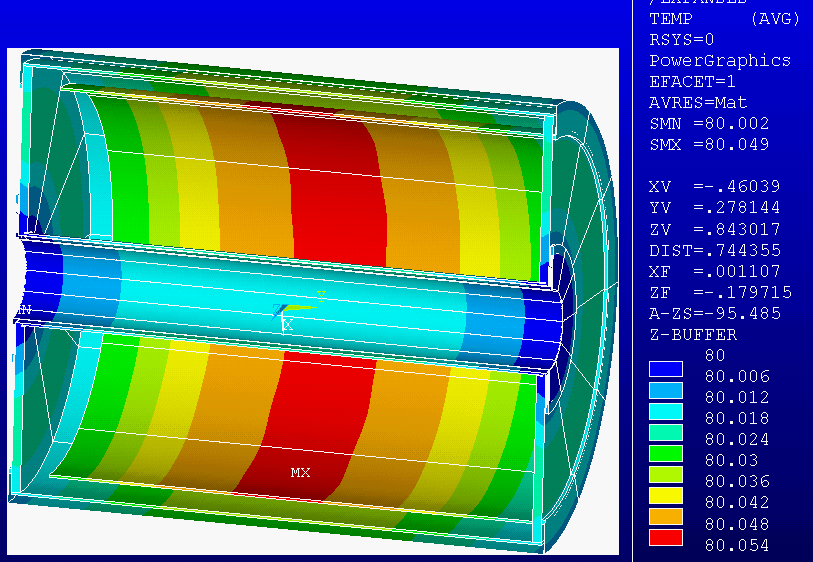 /EXPANDED
TEMP (AVG)
RSYS=0
PowerGraphics
EFACET=1
AVRES=Mat
SMN =80.002
SMX =80.049
XV =-.46039
YV =.278144
ZV =.843017
DIST=.744355
XF =.001107
ZF =-.179715
A-ZS=-95.485
Z-BUFFER
80
80.006
80.012
80.018
80.024
80.03
80.036
80.042
80.048
80.054
Y
Z
X
MX